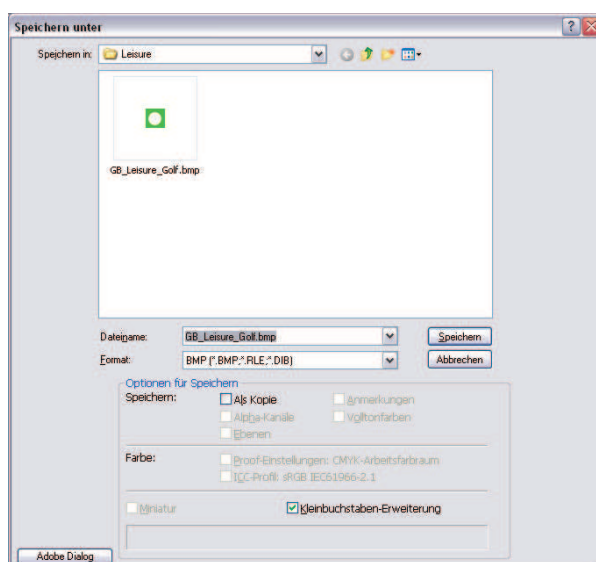 Speichern unter
Speichern in: Leisure
GB_Leisure_Golf.bmp
Dateiname: GB_Leisure_Golf.bmp Speichern
Format: BMP (*.BMP;*.RLE;*.DIB) Abbrechen
Optionen für Speichern
Speichern: Als Kopie Anmerkungen
Alpha-Kanäle Volltonfarben
Ebenen
Farbe: Proof-Einstellungen: CMYK-Arbeitsfarbraum
ICC-Profil: sRGB IEC61966-2.1
Miniatur Kleinbuchstaben-Erweiterung
Adobe Dialog